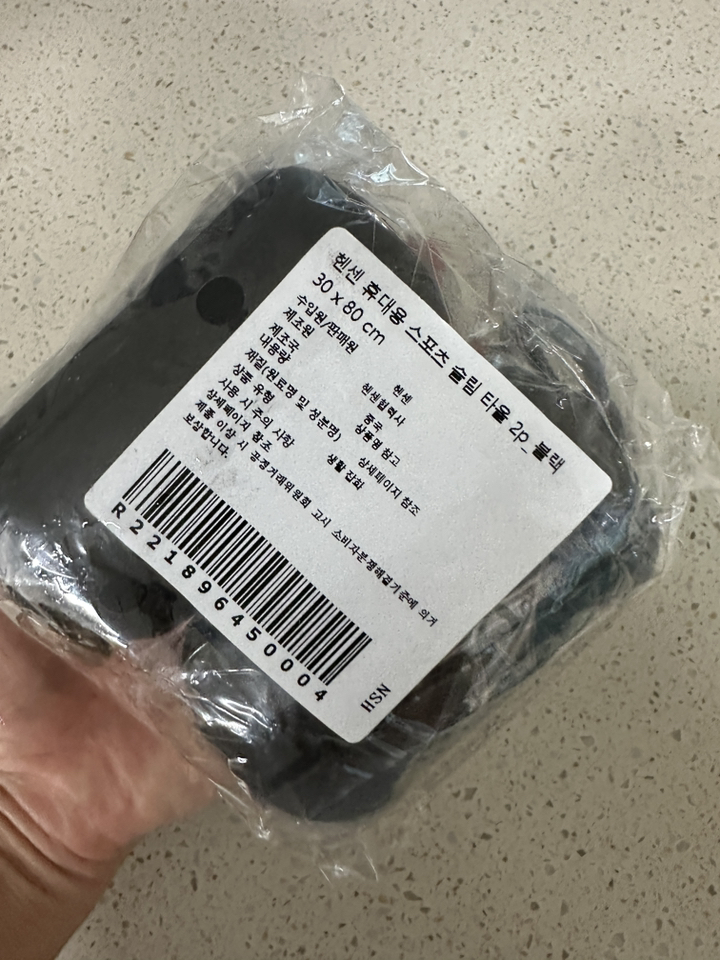 헨센 휴대용 스포츠 슬림 타올 2p_블랙
30 x 80 cm
수입원/판매원 헨센
제조원 헨센협력사
제조국 중국
내용량 상품명 참고
재질(원료명 및 성분명) 상세페이지 참조
상품 유형 생활 잡화
사용 시 주의 사항
상세페이지 참조
제품 이상 시 공정거래위원회 고시 소비자분쟁해결기준에 의거
보상합니다.
R221896450004
HSN